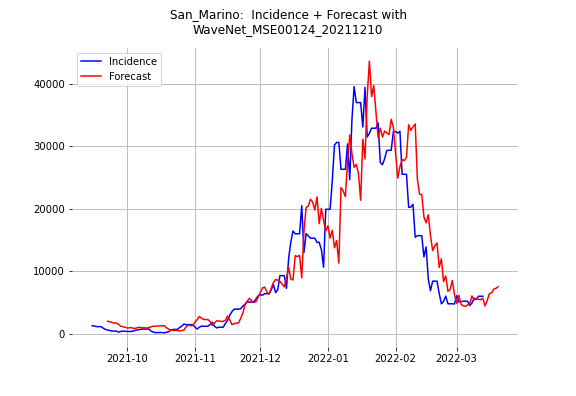 San_Marino:  Incidence + Forecast with
WaveNet_MSE00124_20211210
Incidence
Forecast
40000
30000
20000
10000
0
2021-10
2021-11
2021-12
2022-01
2022-02
2022-03